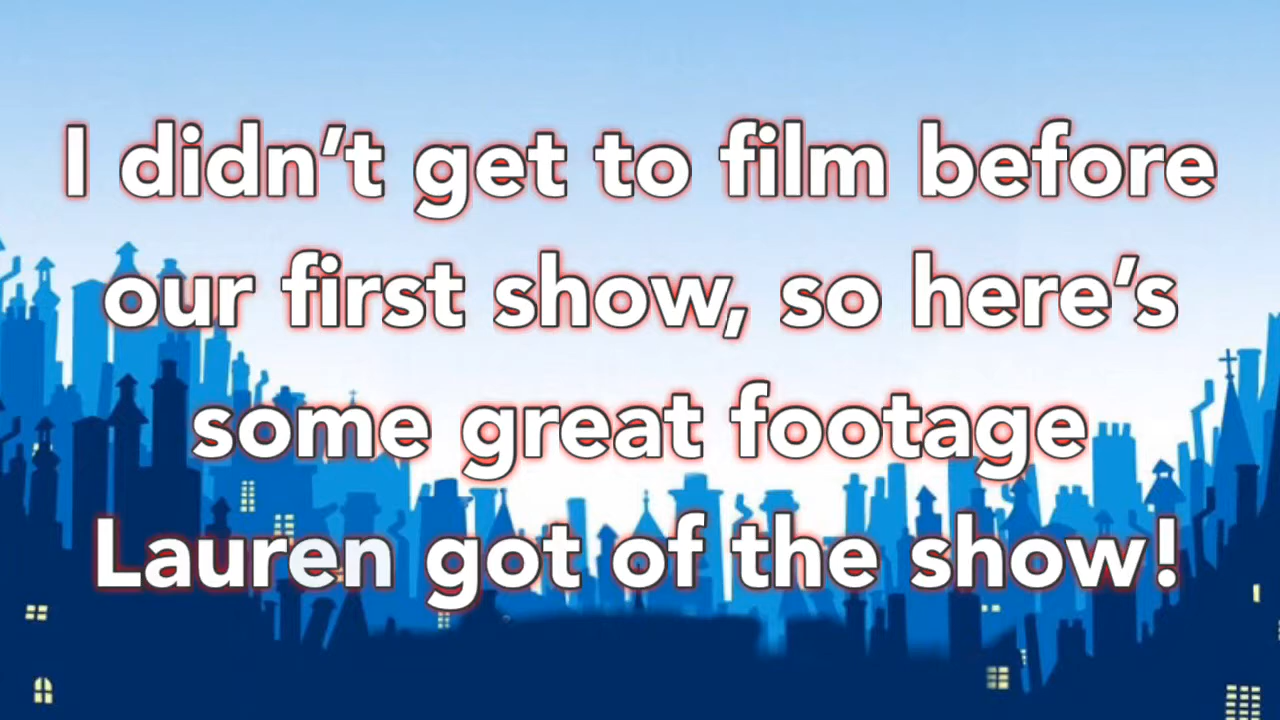 I didn’t get to film before
our first show, so here’s
some great footage
Lauren got of the show!